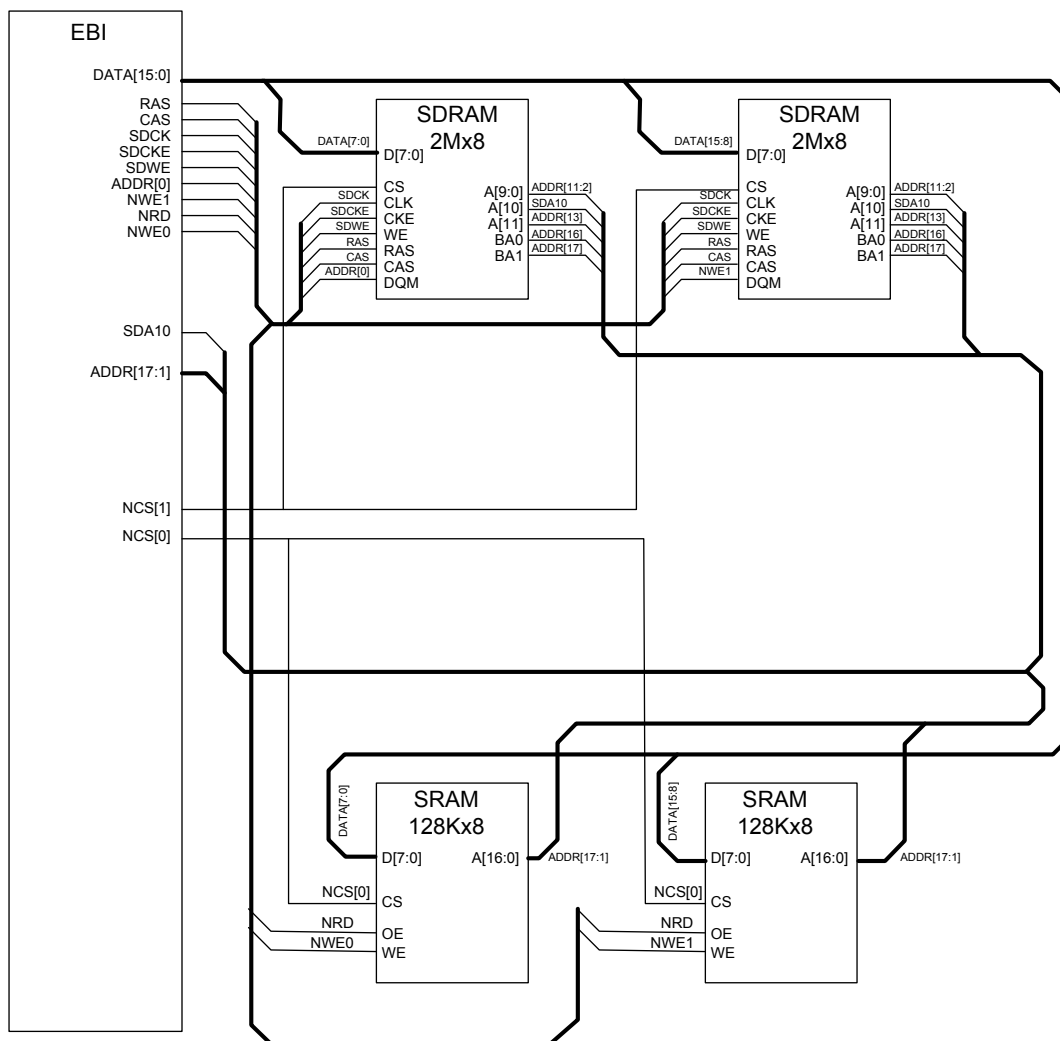 EBI
DATA[15:0]
RAS
CAS
SDCK
SDCKE
SDWE
ADDR[0]
NWE1
NRD
NWE0
SDA10
ADDR[17:1]
NCS[1]
NCS[0]
SDRAM
2Mx8
DATA[7:0]
D[7:0]
CS
SDCK
CLK
SDCKE
CKE
SDWE
WE
RAS
RAS
CAS
CAS
ADDR[0]
DQM
A[9:0]
ADDR[11:2]
A[10]
SDA10
A[11]
ADDR[13]
BA0
ADDR[16]
BA1
ADDR[17]
SDRAM
2Mx8
DATA[15:8]
D[7:0]
CS
SDCK
CLK
SDCKE
CKE
SDWE
WE
RAS
RAS
CAS
CAS
NWE1
DQM
A[9:0]
ADDR[11:2]
A[10]
SDA10
A[11]
ADDR[13]
BA0
ADDR[16]
BA1
ADDR[17]
SRAM
128Kx8
DATA[7:0]
D[7:0]
A[16:0]
ADDR[17:1]
NCS[0]
CS
NRD
OE
NWE0
WE
SRAM
128Kx8
DATA[15:8]
D[7:0]
A[16:0]
ADDR[17:1]
NCS[0]
CS
NRD
OE
NWE1
WE